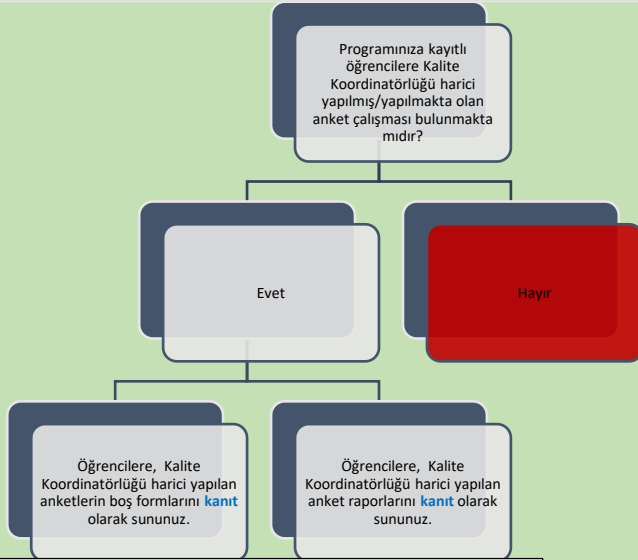 Programınıza kayıtlı
öğrencilere Kalite
Koordinatörlüğü harici
yapılmış/yapılmakta olan
anket çalışması bulunmakta
mıdır?
Evet
Hayır
Öğrencilere, Kalite
Koordinatörlüğü harici yapılan
anketlerin boş formlarını kanıt
olarak sununuz.
Öğrencilere, Kalite
Koordinatörlüğü harici yapılan
anket raporlarını kanıt olarak
sununuz.